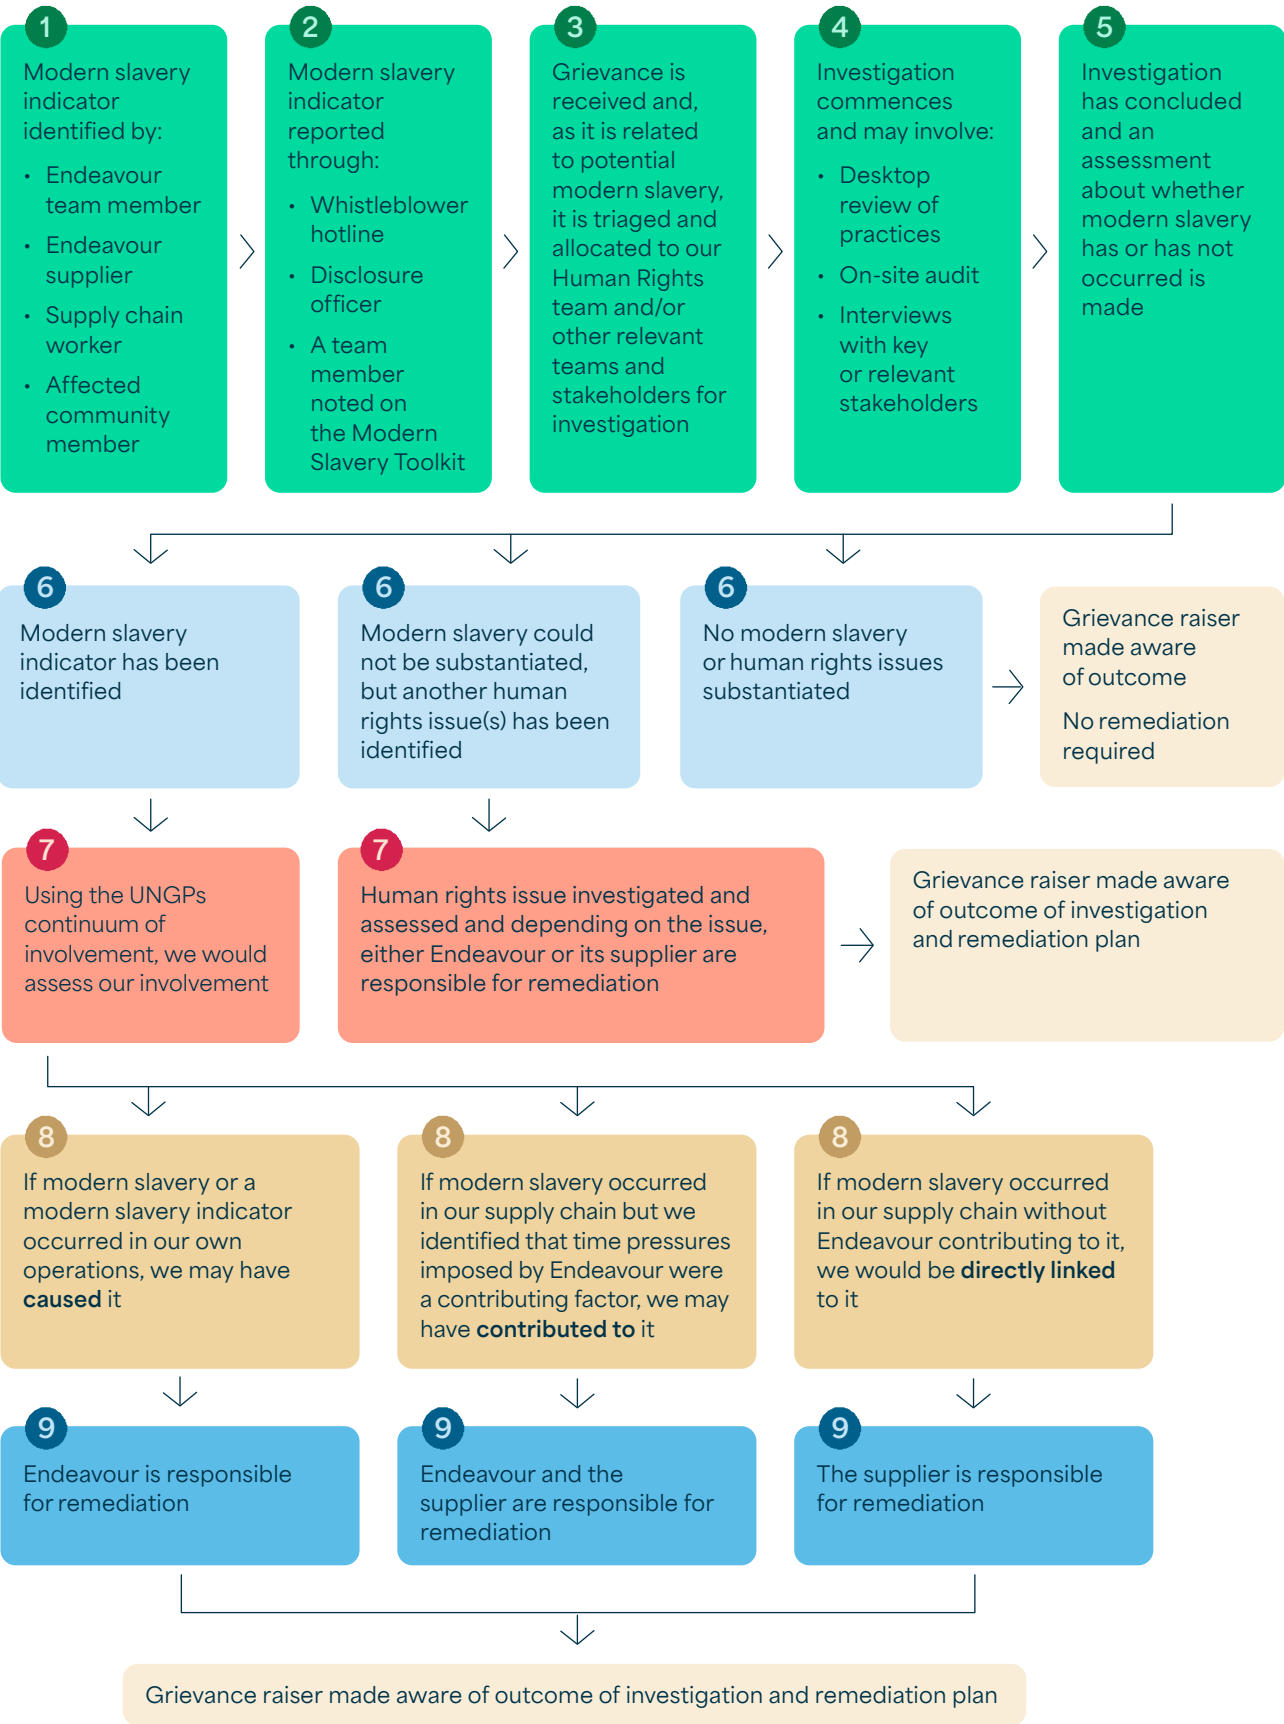 1
Modern slavery
indicator
identified by:
• Endeavour
team member
• Endeavour
supplier
• Supply chain
worker
• Affected
community
member
2
Modern slavery
indicator
reported
through:
• Whistleblower
hotline
• Disclosure
officer
• A team
member
noted on
the Modern
Slavery Toolkit
3
Grievance is
received and,
as it is related
to potential
modern slavery,
it is triaged and
allocated to our
Human Rights
team and/or
other relevant
teams and
stakeholders for
investigation
4
Investigation
commences
and may involve:
• Desktop
review of
practices
• On-site audit
• Interviews
with key
or relevant
stakeholders
5
Investigation
has concluded
and an
assessment
about whether
modern slavery
has or has not
occurred is
made
6
Modern slavery
indicator has been
identified
6
Modern slavery could
not be substantiated,
but another human
rights issue(s) has been
identified
6
No modern slavery
or human rights issues
substantiated
Grievance raiser
made aware
of outcome
No remediation
required
7
Using the UNGPs
continuum of
involvement, we would
assess our involvement
7
Human rights issue investigated and
assessed and depending on the issue,
either Endeavour or its supplier are
responsible for remediation
Grievance raiser made aware
of outcome of investigation
and remediation plan
8
If modern slavery or a
modern slavery indicator
occurred in our own
operations, we may have
caused it
8
If modern slavery occurred
in our supply chain but we
identified that time pressures
imposed by Endeavour were
a contributing factor, we may
have contributed to it
8
If modern slavery occurred
in our supply chain without
Endeavour contributing to it,
we would be directly linked
to it
9
Endeavour is responsible
for remediation
9
Endeavour and the
supplier are responsible for
remediation
9
The supplier is responsible
for remediation
Grievance raiser made aware of outcome of investigation and remediation plan